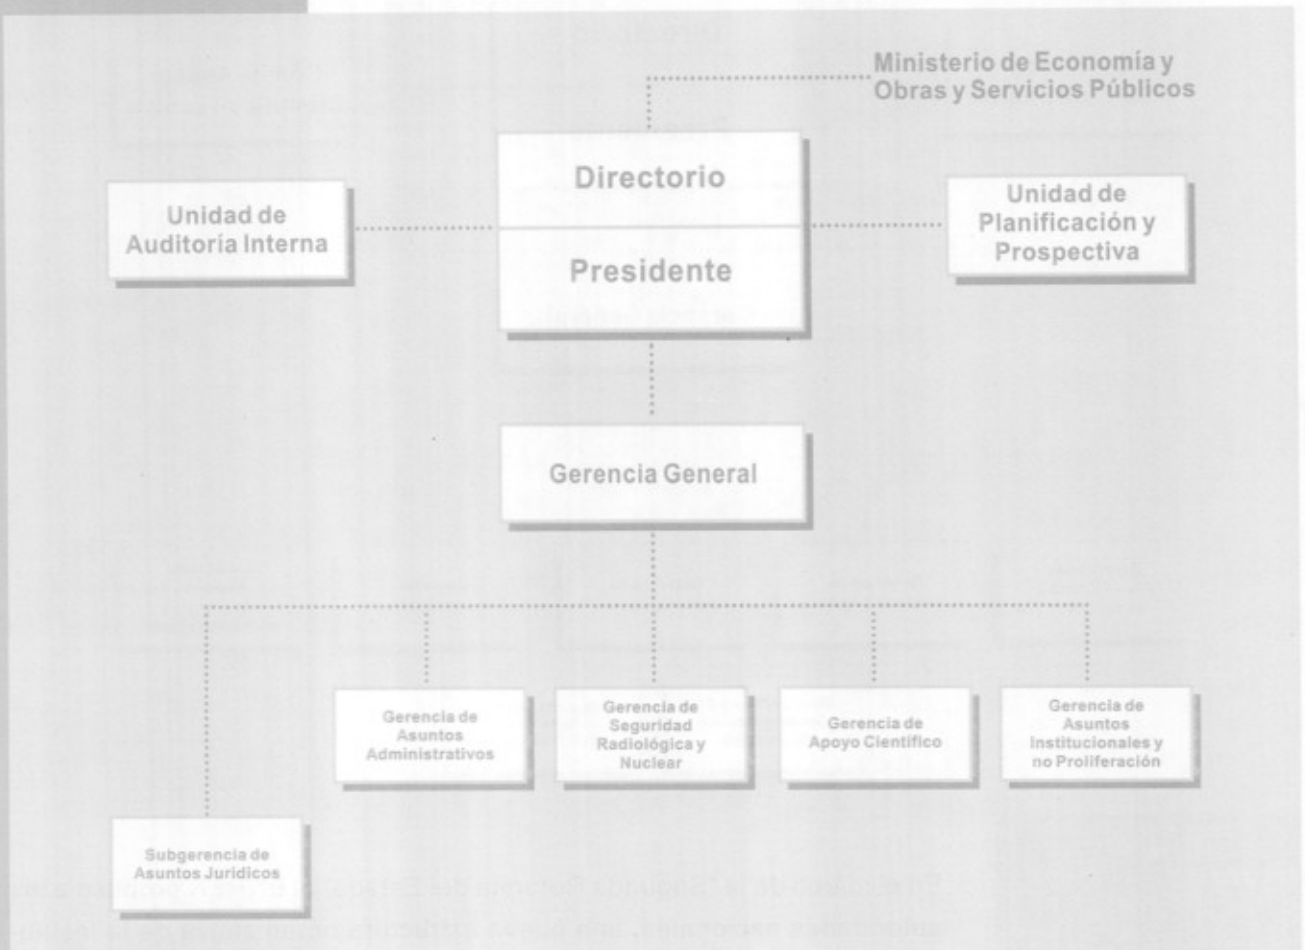 Ministerio de Economía y
Obras y Servicios Públicos
Directorio
Presidente
Unidad de
Auditoría Interna
Unidad de
Planificación y
Prospectiva
Gerencia General
Gerencia de
Asuntos
Administrativos
Gerencia de
Seguridad
Radiológica y
Nuclear
Gerencia de
Apoyo Científico
Gerencia de
Asuntos
Institucionales y
no Proliferación
Subgerencia de
Asuntos Jurídicos